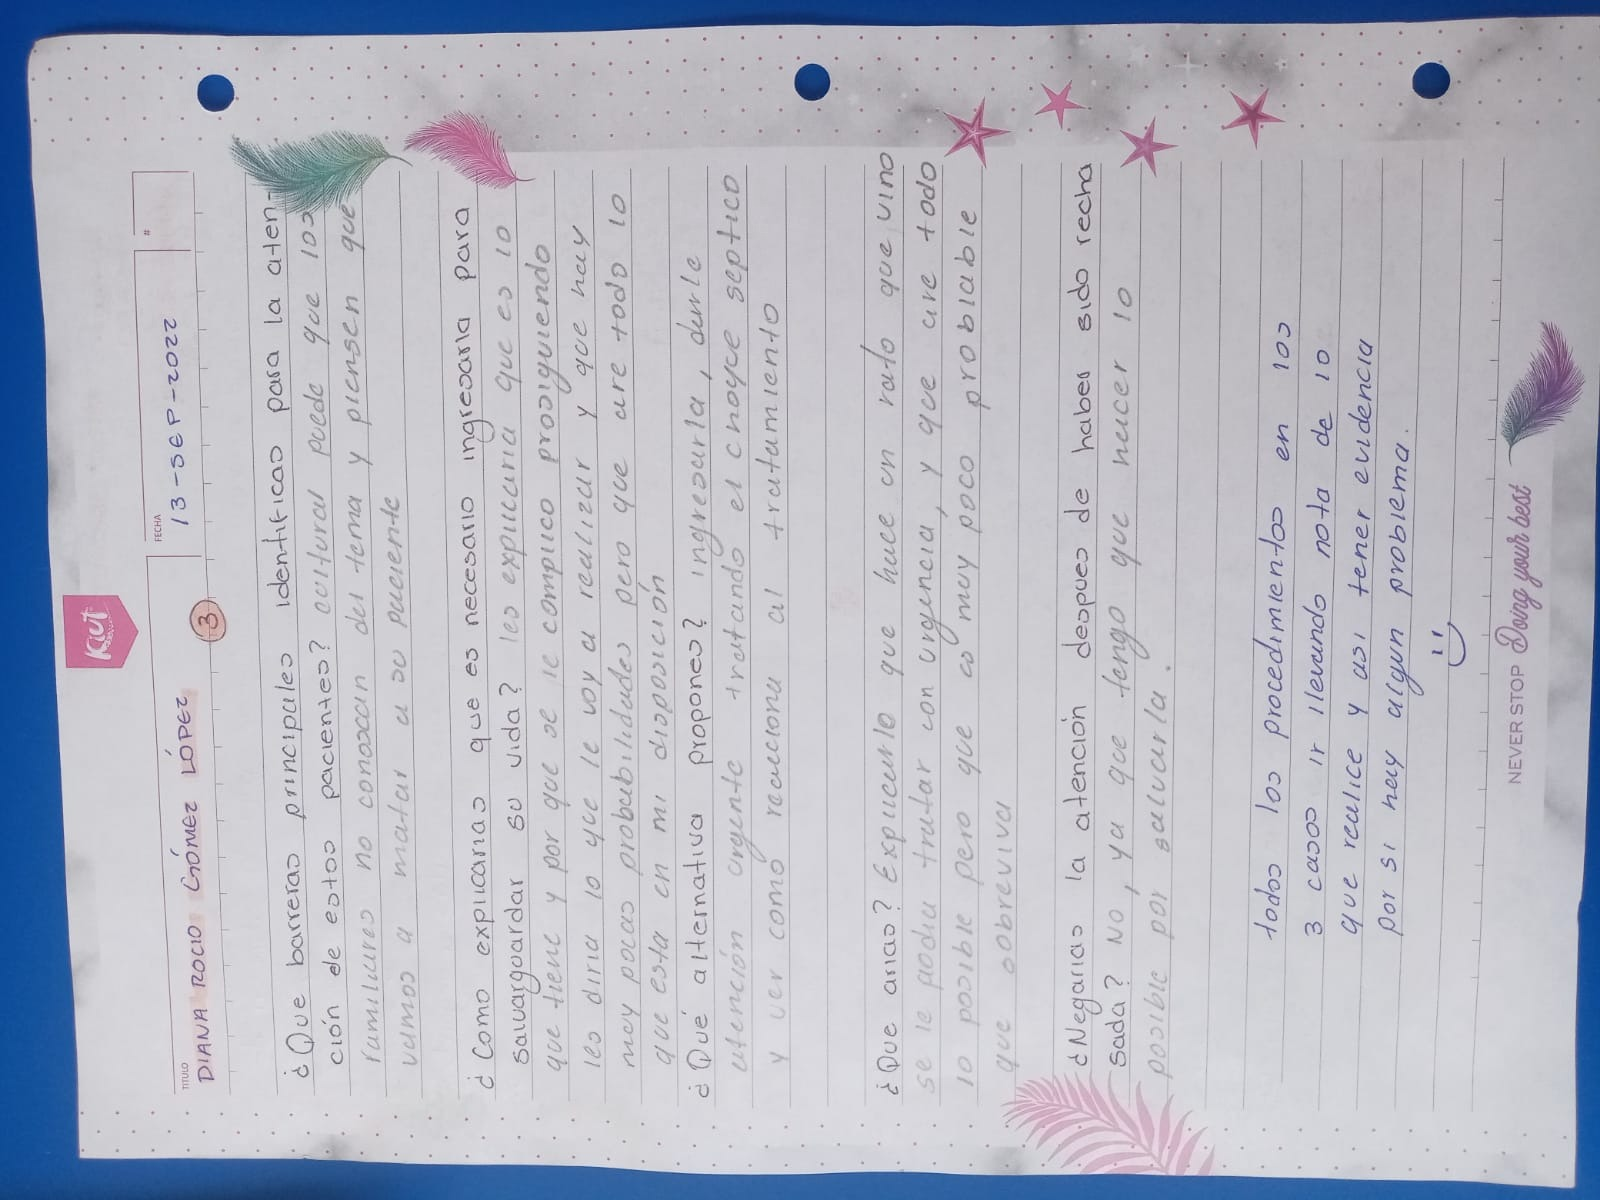 Kiut
TITULO
FECHA
#
DIANA ROCIO GÓMEZ LÓPEZ
3
13-SEP-2022
¿Que barreras principales identificas para la aten-
ción de estos pacientes? cultural puede que los
familiares no conozcan del tema y piensen que
vamos a matar a su paciente
¿Como explicarias que es necesario ingresarla para
salvaguardar su vida? les explicaria que es lo
que tiene y por que se le complico prosiguiendo
les diria lo que le voy a realizar y que hay
muy pocas probabilidades pero que are todo lo
que esta en mi disposición
¿Qué alternativa propones? ingresarla, darle
atención urgente tratando el choque septico
y ver como reacciona al tratamiento
¿Que arias? Explicarle que hace un rato que vino
se le podia tratar con urgencia, y que are todo
lo posible pero que es muy poco problable
que sobreviva
¿Negarias la atención despues de haber sido recha
sada? No, ya que tengo que hacer lo
posible por salvarla.
todos los procedimientos en los
3 casos ir llevando nota de lo
que realice y asi tener evidencia
por si hay algun problema.
NEVER STOP Doing your best